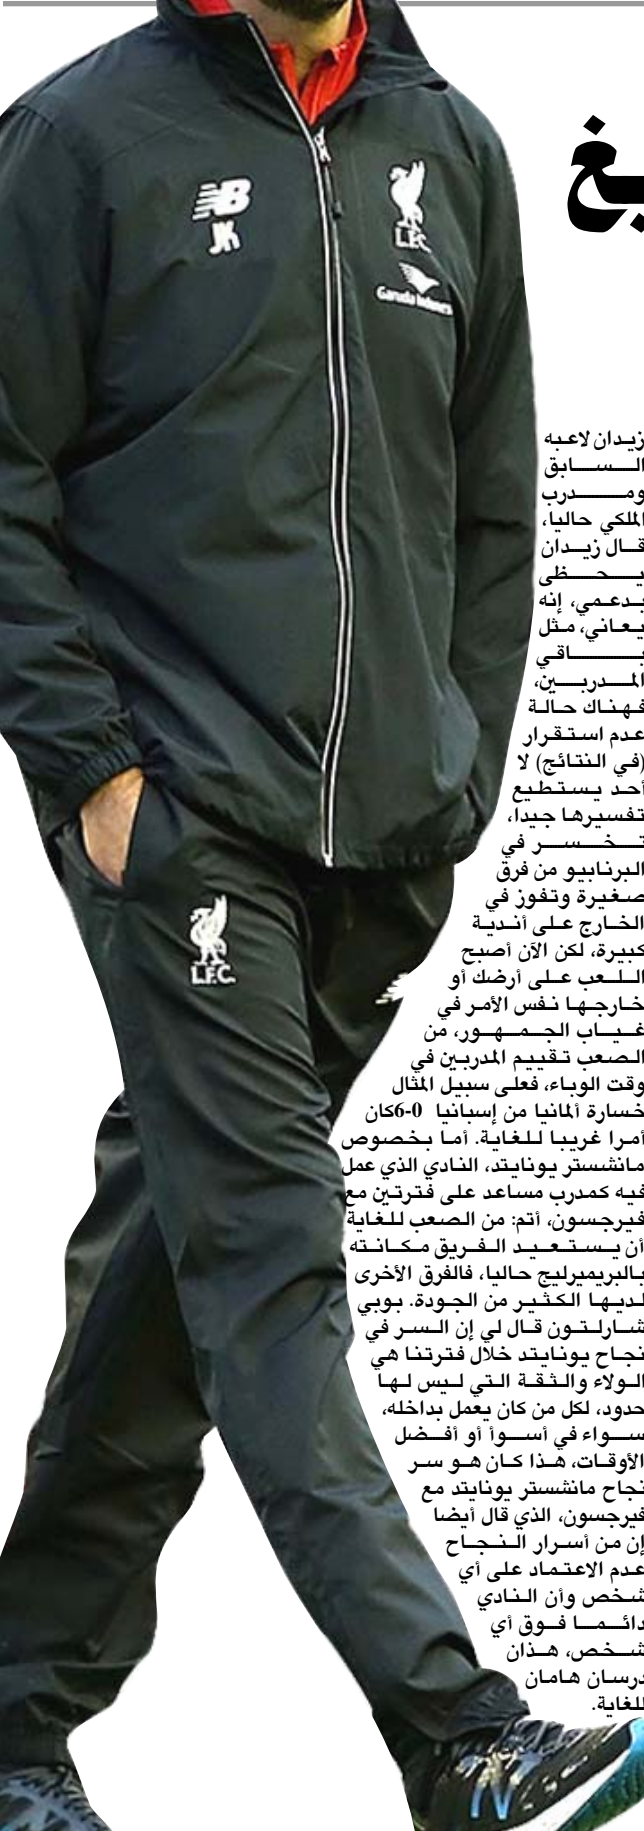 يغ
NB
JK
L.F.C.
Garuda Indonesia
زيدان لاعبه
السابق
ومدرب
الملكي حاليا،
قال زيدان
يحظى
بدعمي، إنه
يعاني، مثل
باقي
المدربين،
فهناك حالة
عدم استقرار
(في النتائج) لا
أحد يستطيع
تفسيرها جيدا،
تخسر في
البرنابيو من فرق
صغيرة وتفوز في
الخارج على أندية
كبيرة، لكن الآن أصبح
اللعب على أرضك أو
خارجها نفس الأمر في
غياب الجمهور، من
الصعب تقييم المدربين في
وقت الوباء، فعلى سبيل المثال
خسارة ألمانيا من إسبانيا 0-6كان
أمرا غريبا للغاية. أما بخصوص
مانشستر يونايتد، النادي الذي عمل
فيه كمدرب مساعد على فترتين مع
فيرجسون، أتم: من الصعب للغاية
أن يستعيد الفريق مكانته
بالبريميرليج حاليا، فالفرق الأخرى
لديها الكثير من الجودة. بوبي
شارلتون قال لي إن السر في
نجاح يونايتد خلال فترتنا هي
الولاء والثقة التي ليس لها
حدود، لكل من كان يعمل بداخله،
سواء في أسوأ أو أفضل
الأوقات، هذا كان هو سر
نجاح مانشستر يونايتد مع
فيرجسون، الذي قال أيضا
إن من أسرار النجاح
عدم الاعتماد على أي
شخص وأن النادي
دائما فوق أي
شخص، هذان
درسان هامان
للغاية.
L.F.C.
N